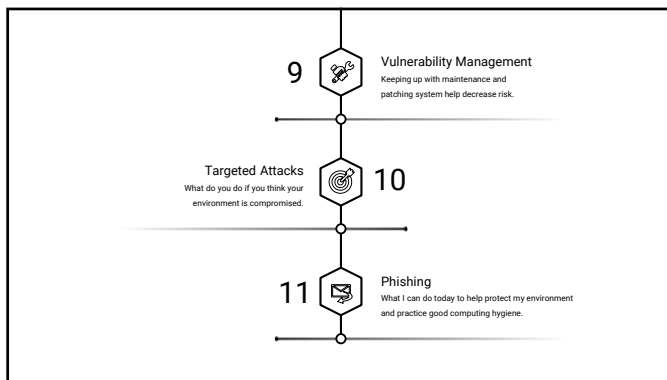 9
Vulnerability Management
Keeping up with maintenance and
patching system help decrease risk.
Targeted Attacks
What do you do if you think your
environment is compromised.
10
11
Phishing
What I can do today to help protect my environment
and practice good computing hygiene.